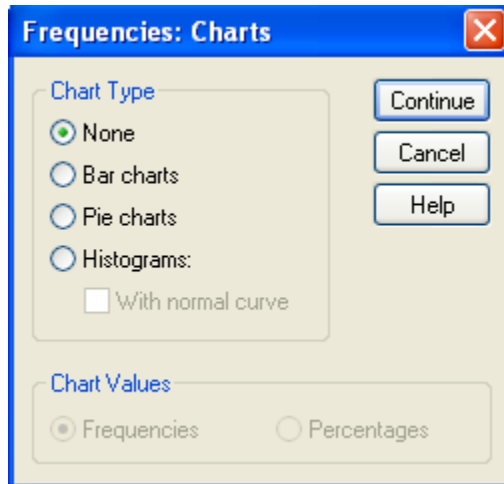 Frequencies: Charts
Chart Type
None
Bar charts
Pie charts
Histograms:
With normal curve
Continue
Cancel
Help
Chart Values
Frequencies
Percentages